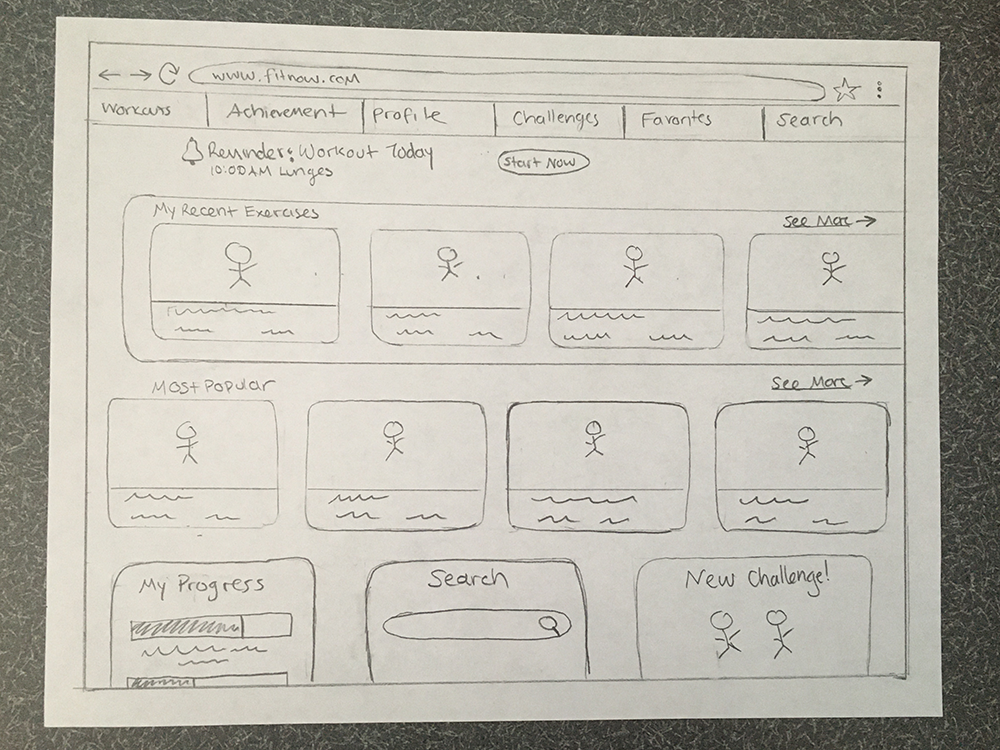 www.fitnow.com
Workouts Achievement Profile Challenges Favorites Search
Reminder: Workout Today Start Now
10:00AM Lunges
My Recent Exercises See More →
Most Popular See More →
My Progress Search New Challenge!